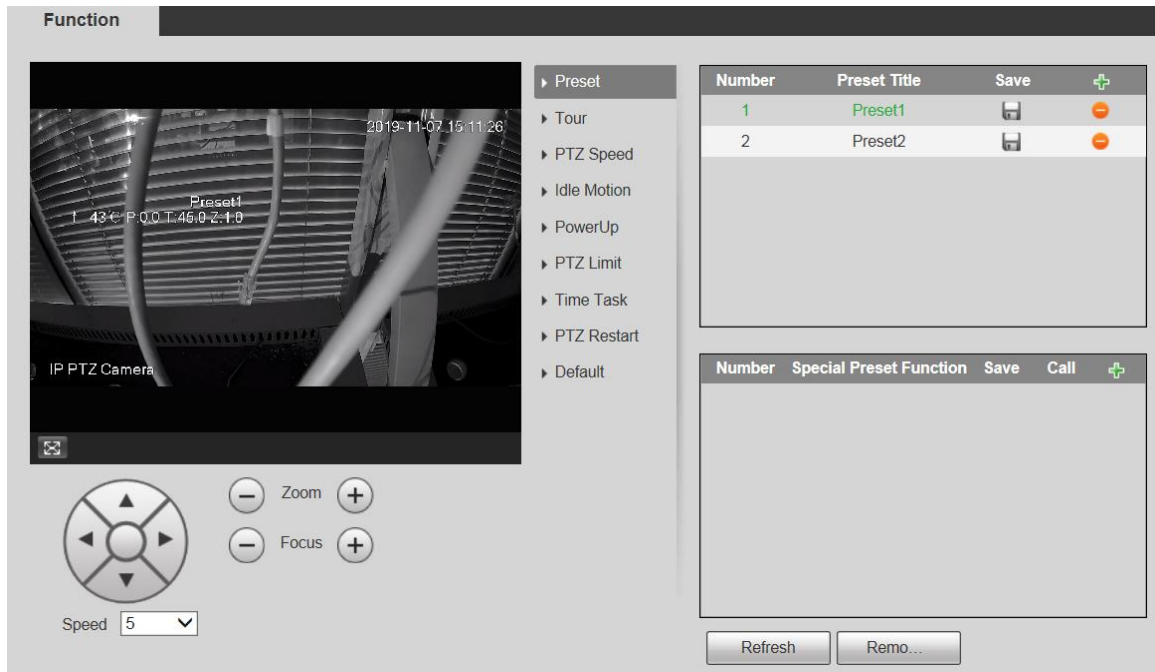 Function
2019-11-07 15:11:26
Preset1
43°C P:0.0 T:45.0 Z:1.0
IP PTZ Camera
Zoom
Focus
Speed 5
Preset
Tour
PTZ Speed
Idle Motion
PowerUp
PTZ Limit
Time Task
PTZ Restart
Default
Number Preset Title Save
1 Preset1
2 Preset2
Number Special Preset Function Save Call
Refresh Remo...